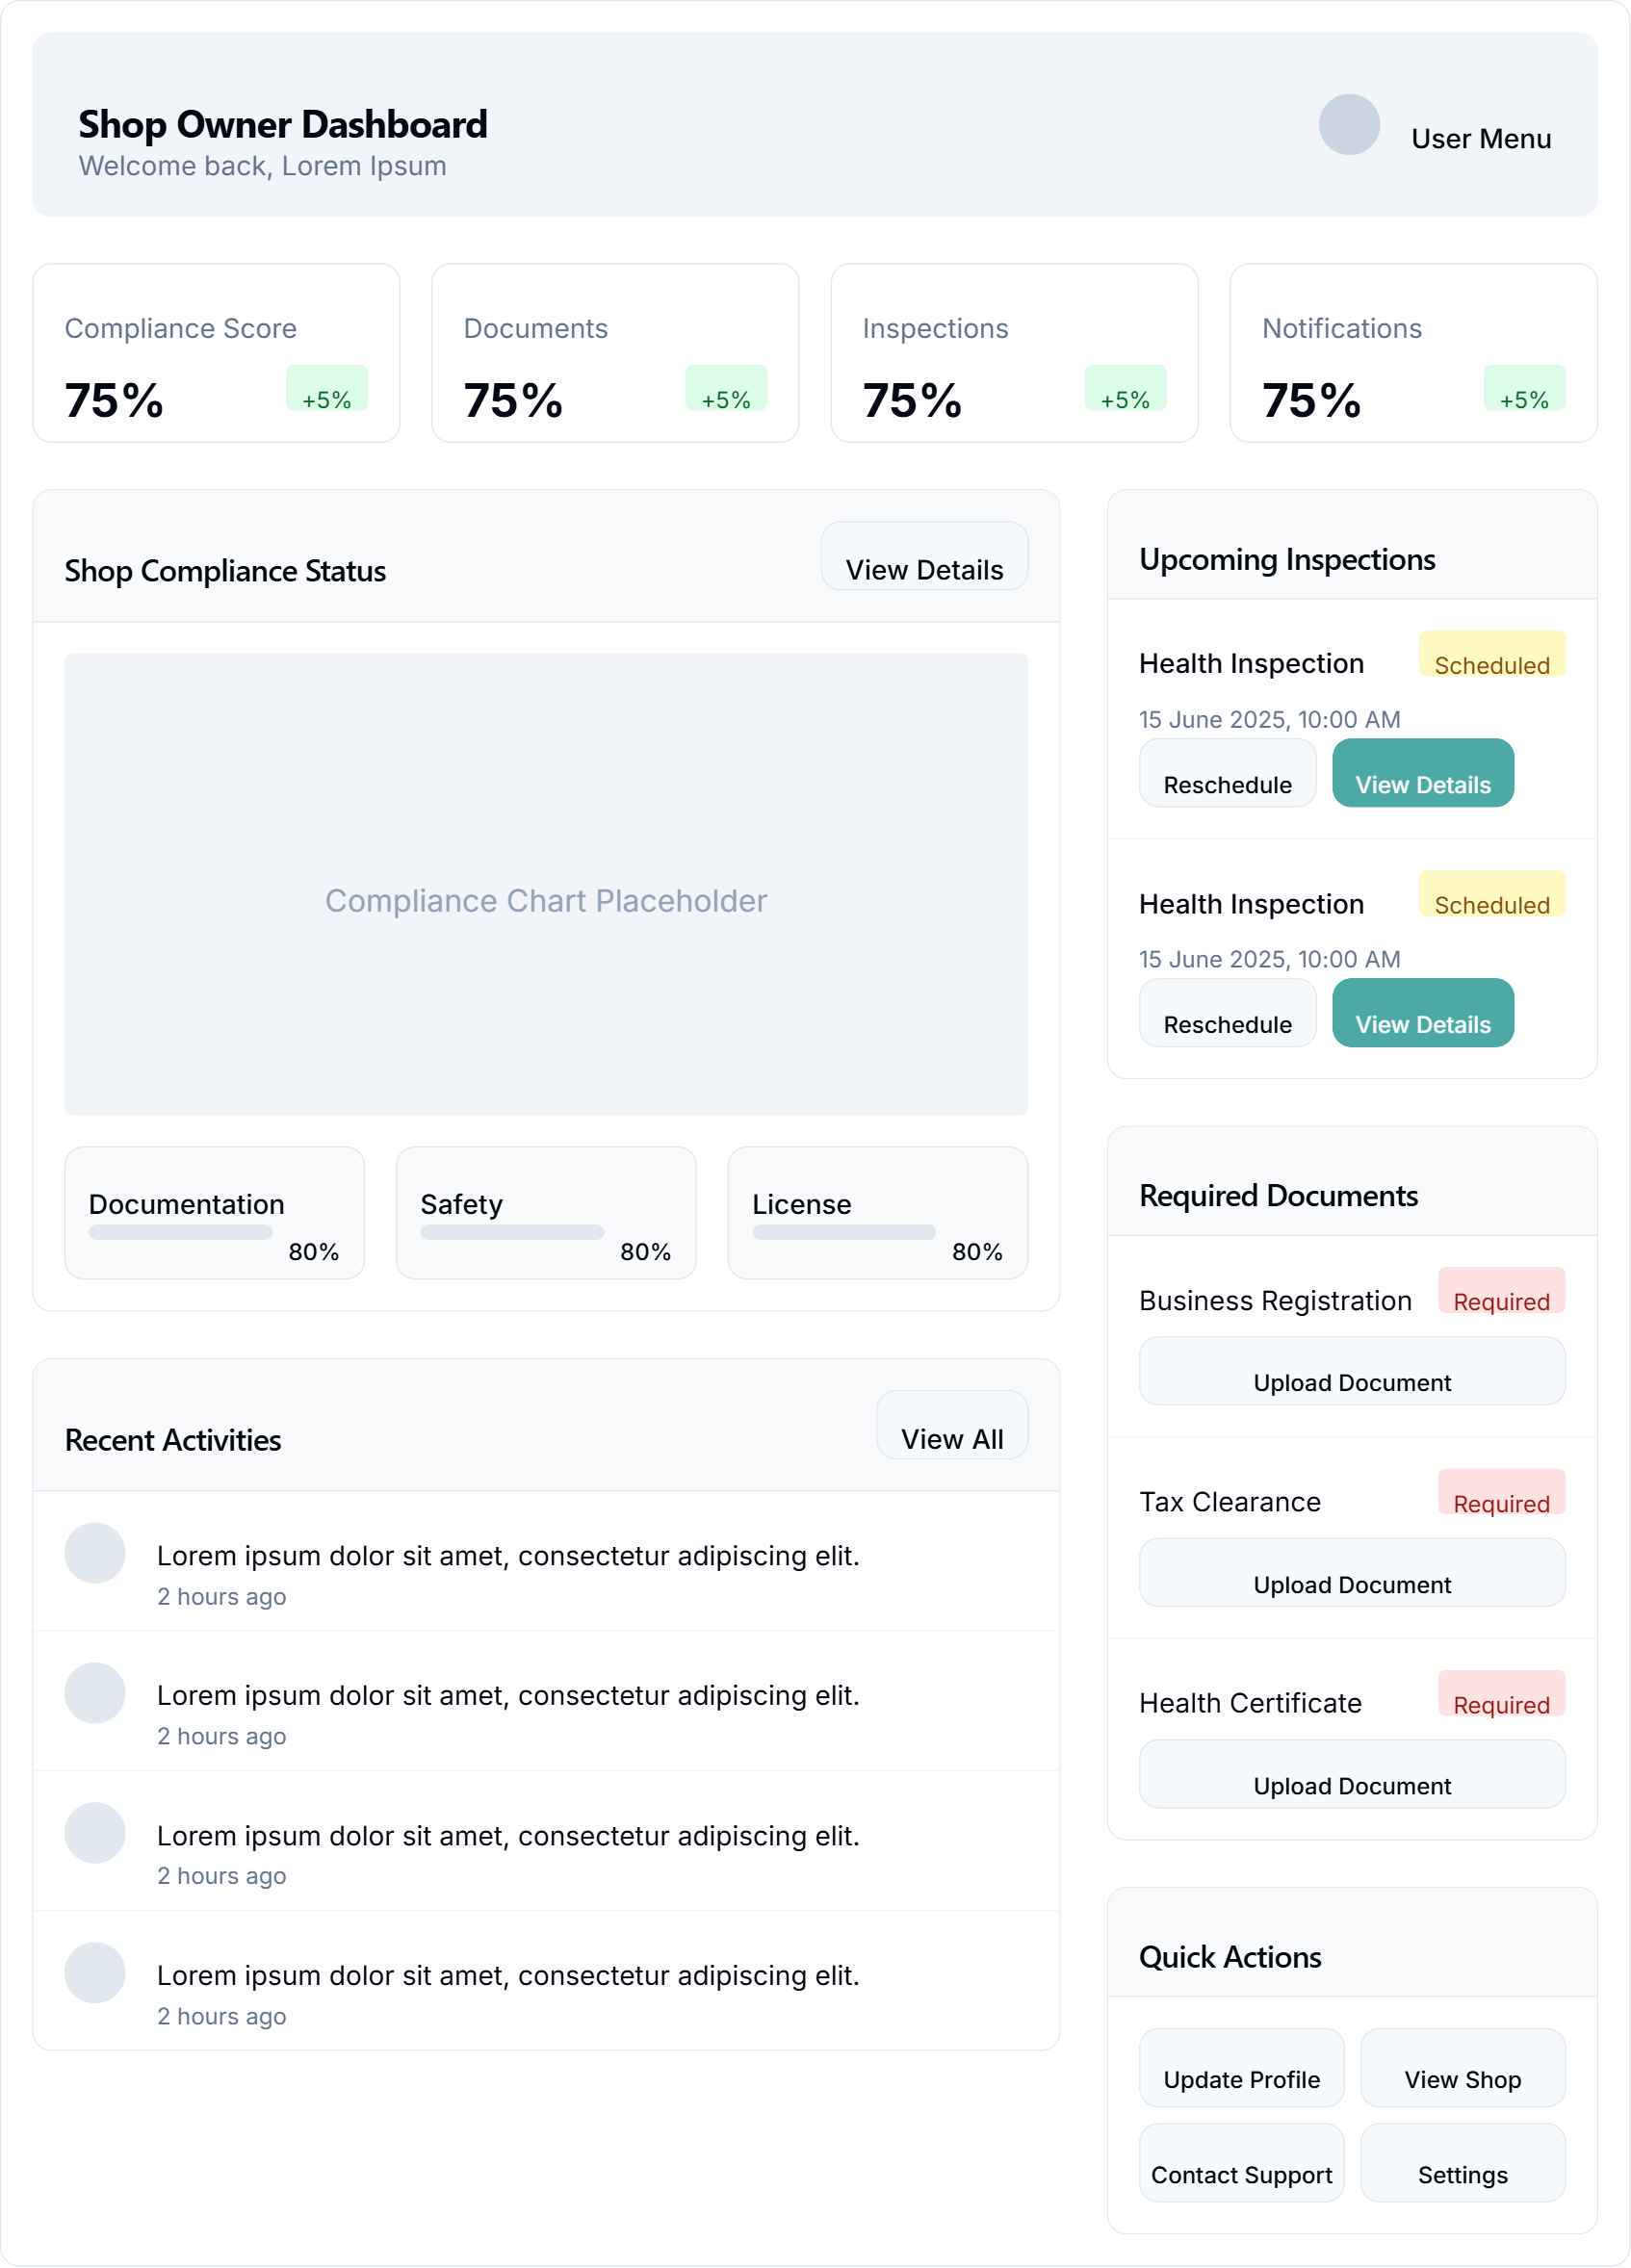 Shop Owner Dashboard
Welcome back, Lorem Ipsum
User Menu
Compliance Score
75%
+5%
Documents
75%
+5%
Inspections
75%
+5%
Notifications
75%
+5%
Shop Compliance Status
View Details
Compliance Chart Placeholder
Documentation
80%
Safety
80%
License
80%
Recent Activities
View All
Lorem ipsum dolor sit amet, consectetur adipiscing elit.
2 hours ago
Lorem ipsum dolor sit amet, consectetur adipiscing elit.
2 hours ago
Lorem ipsum dolor sit amet, consectetur adipiscing elit.
2 hours ago
Lorem ipsum dolor sit amet, consectetur adipiscing elit.
2 hours ago
Upcoming Inspections
Health Inspection
Scheduled
15 June 2025, 10:00 AM
Reschedule
View Details
Health Inspection
Scheduled
15 June 2025, 10:00 AM
Reschedule
View Details
Required Documents
Business Registration
Required
Upload Document
Tax Clearance
Required
Upload Document
Health Certificate
Required
Upload Document
Quick Actions
Update Profile
View Shop
Contact Support
Settings